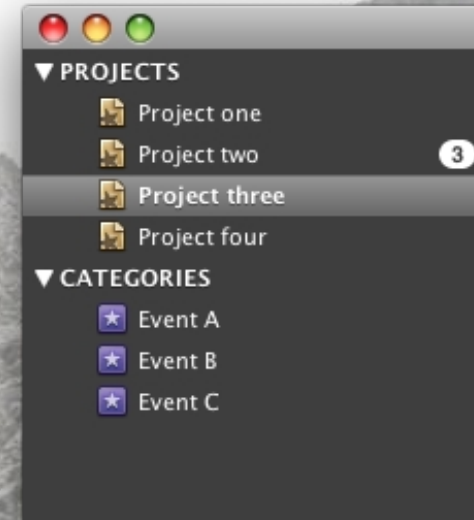 PROJECTS
Project one
Project two 3
Project three
Project four
CATEGORIES
Event A
Event B
Event C